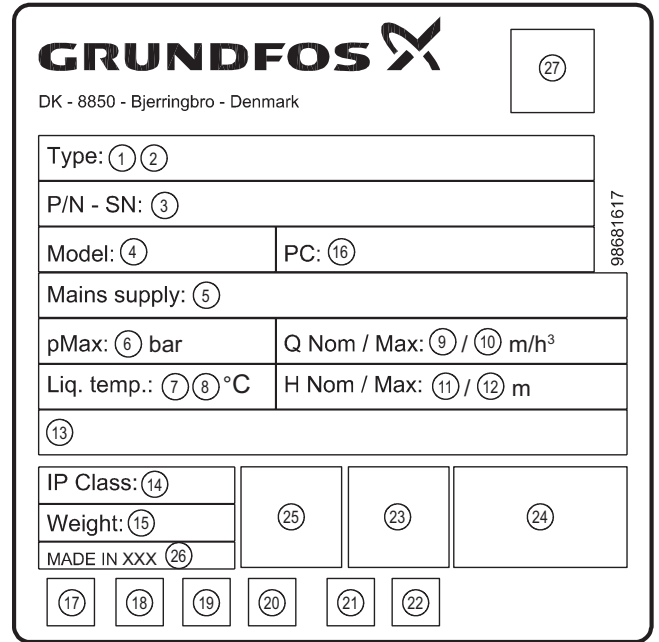 GRUNDFOS
27
DK - 8850 - Bjerringbro - Denmark
Type: 1 2
P/N - SN: 3
98681617
Model: 4 PC: 16
Mains supply: 5
pMax: 6 bar Q Nom / Max: 9 / 10 m/h³
Liq. temp.: 7 8 °C H Nom / Max: 11 / 12 m
13
IP Class: 14
Weight: 15
MADE IN XXX 26
25 23 24
17 18 19 20 21 22